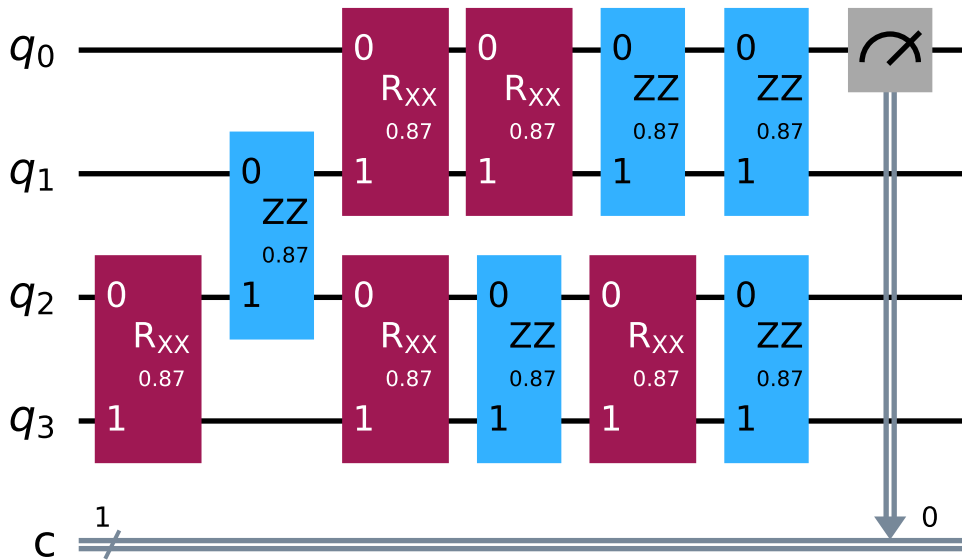 q0 0 0 0 0
RXX RXX ZZ ZZ
0.87 0.87 0.87 0.87
q1 0 1 1 1 1
ZZ
0.87
q2 0 1 0 0 0 0
RXX RXX ZZ RXX ZZ
0.87 0.87 0.87 0.87 0.87
q3 1 1 1 1 1
1 0
c